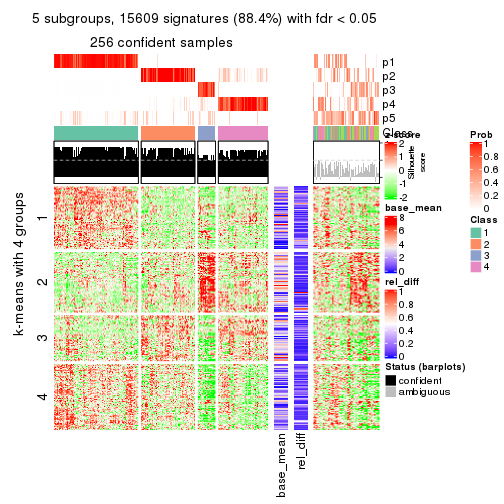 5 subgroups, 15609 signatures (88.4%) with fdr < 0.05
256 confident samples
p1
p2
p3
p4
p5
Class
Silhouette
score
k-means with 4 groups
1
2
3
4
base_mean
rel_diff
z-score
2
1
0
-1
-2
base_mean
8
6
4
2
0
rel_diff
1
0.8
0.6
0.4
0.2
0
Status (barplots)
confident
ambiguous
Prob
1
0.8
0.6
0.4
0.2
0
Class
1
2
3
4